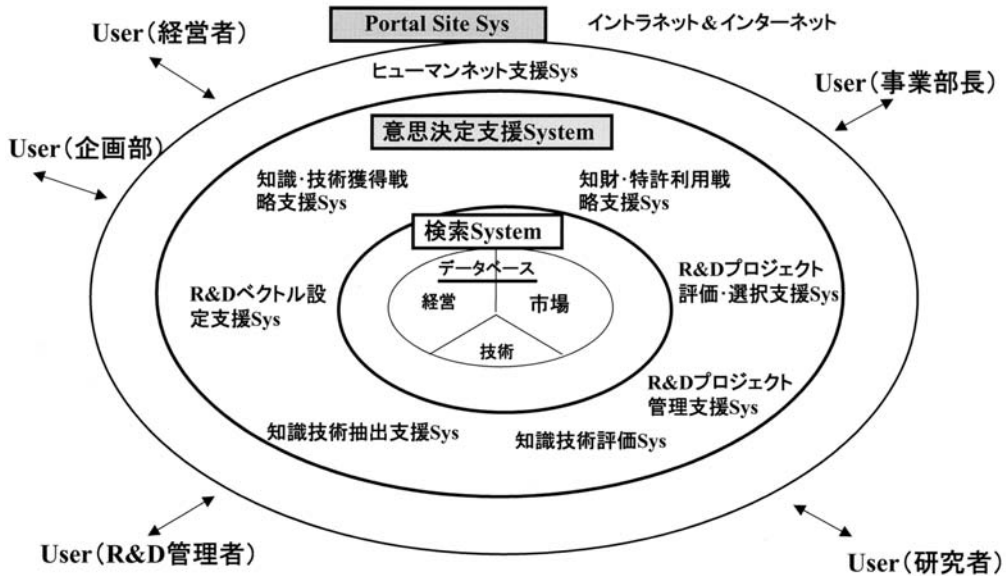 Portal Site Sys
イントラネット＆インターネット
User（経営者）
ヒューマンネット支援Sys
User（事業部長）
意思決定支援System
User（企画部）
知識・技術獲得戦
略支援Sys
知財・特許利用戦
略支援Sys
検索System
データベース
経営
市場
技術
R&Dベクトル設
定支援Sys
R&Dプロジェクト
評価・選択支援Sys
R&Dプロジェクト
管理支援Sys
知識技術抽出支援Sys
知識技術評価Sys
User（R&D管理者）
User（研究者）